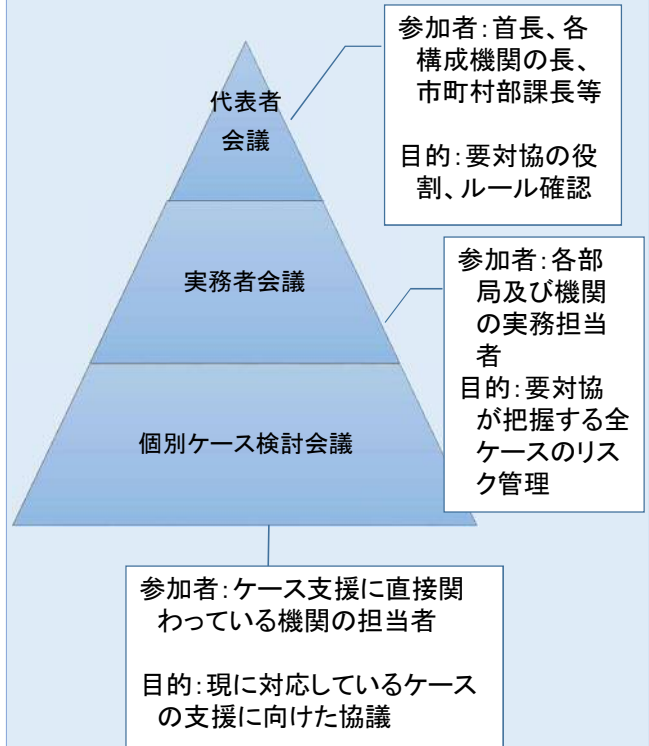 代表者
会議
参加者:首長、各
構成機関の長、
市町村部課長等
目的:要対協の役
割、ルール確認
実務者会議
参加者:各部
局及び機関
の実務担当
者
目的:要対協
が把握する全
ケースのリス
ク管理
個別ケース検討会議
参加者:ケース支援に直接関
わっている機関の担当者
目的:現に対応しているケース
の支援に向けた協議